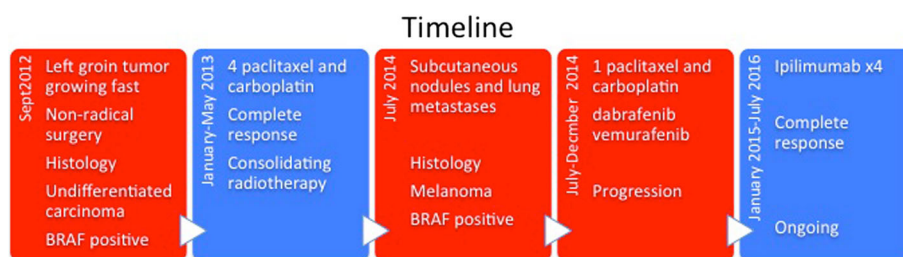 Timeline
Sept2012
Left groin tumor
growing fast
Non-radical
surgery
Histology
Undifferentiated
carcinoma
BRAF positive
January-May 2013
4 paclitaxel and
carboplatin
Complete
response
Consolidating
radiotherapy
July 2014
Subcutaneous
nodules and lung
metastases
Histology
Melanoma
BRAF positive
July-Decmber 2014
1 paclitaxel and
carboplatin
dabrafenib
vemurafenib
Progression
January 2015-July 2016
Ipilimumab x4
Complete
response
Ongoing